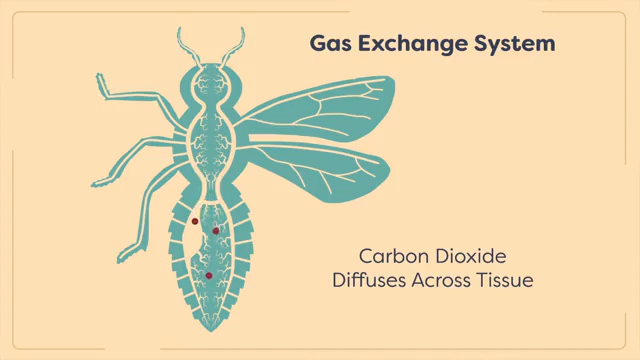 Gas Exchange System
Carbon Dioxide
Diffuses Across Tissue